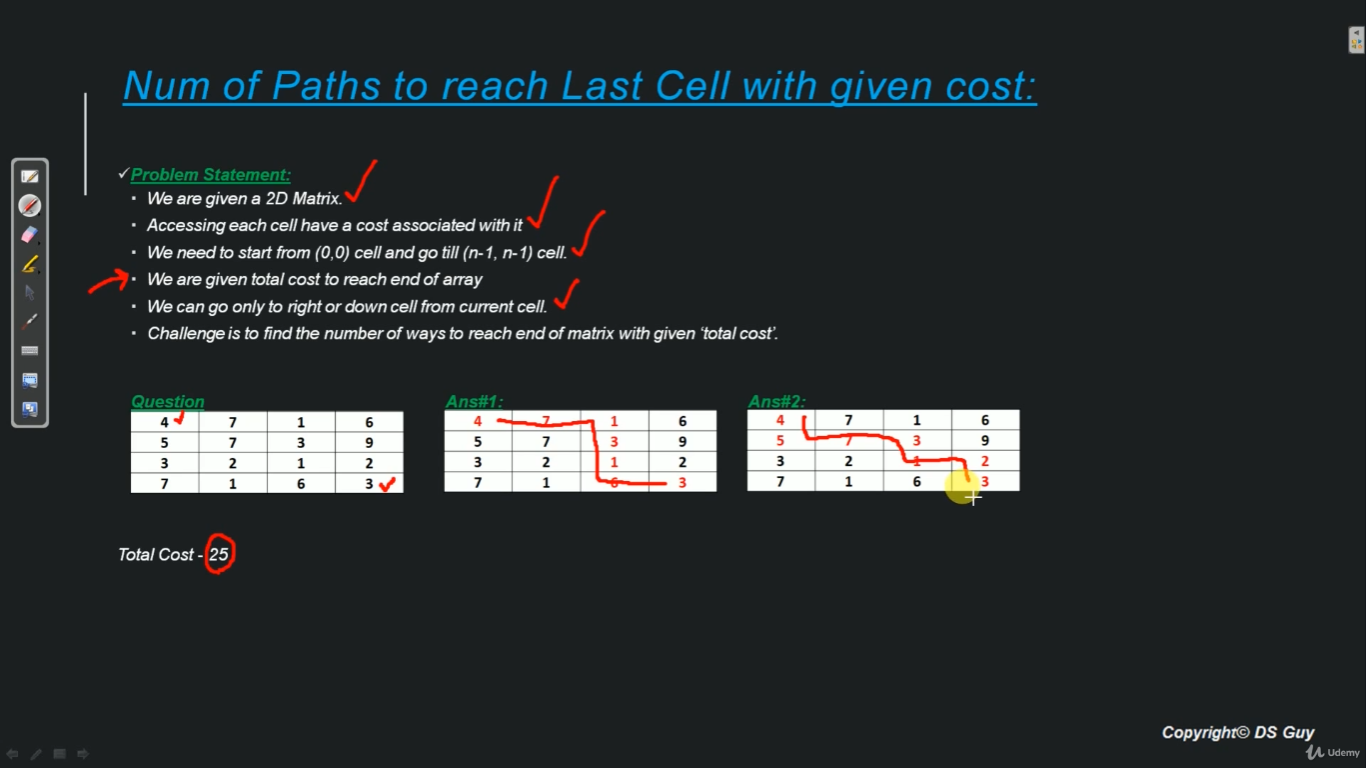 Num of Paths to reach Last Cell with given cost:
✓Problem Statement:
▪ We are given a 2D Matrix.
▪ Accessing each cell have a cost associated with it
▪ We need to start from (0,0) cell and go till (n-1, n-1) cell.
▪ We are given total cost to reach end of array
▪ We can go only to right or down cell from current cell.
▪ Challenge is to find the number of ways to reach end of matrix with given ‘total cost’.
Question
4 7 1 6
5 7 3 9
3 2 1 2
7 1 6 3
Ans#1:
4 7 1 6
5 7 3 9
3 2 1 2
7 1 6 3
Ans#2:
4 7 1 6
5 7 3 9
3 2 1 2
7 1 6 3
Total Cost - 25
Copyright© DS Guy
Udemy